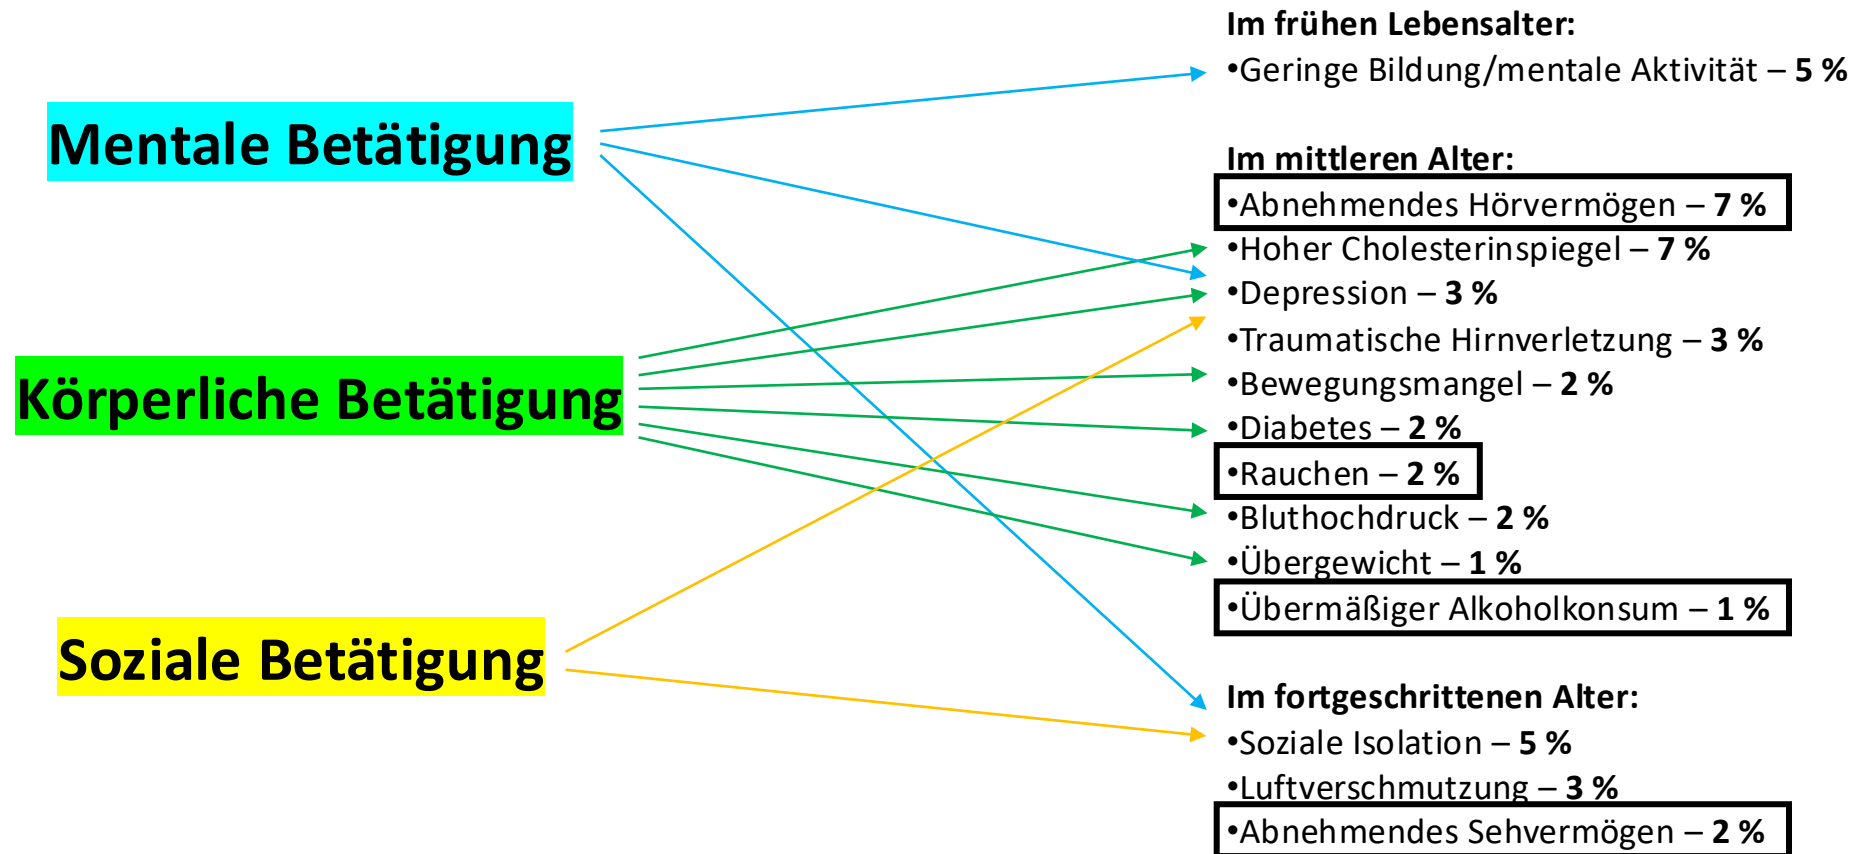 Mentale Betätigung
Körperliche Betätigung
Soziale Betätigung
Im frühen Lebensalter:
•Geringe Bildung/mentale Aktivität – 5 %
Im mittleren Alter:
•Abnehmendes Hörvermögen – 7 %
•Hoher Cholesterinspiegel – 7 %
•Depression – 3 %
•Traumatische Hirnverletzung – 3 %
•Bewegungsmangel – 2 %
•Diabetes – 2 %
•Rauchen – 2 %
•Bluthochdruck – 2 %
•Übergewicht – 1 %
•Übermäßiger Alkoholkonsum – 1 %
Im fortgeschrittenen Alter:
•Soziale Isolation – 5 %
•Luftverschmutzung – 3 %
•Abnehmendes Sehvermögen – 2 %